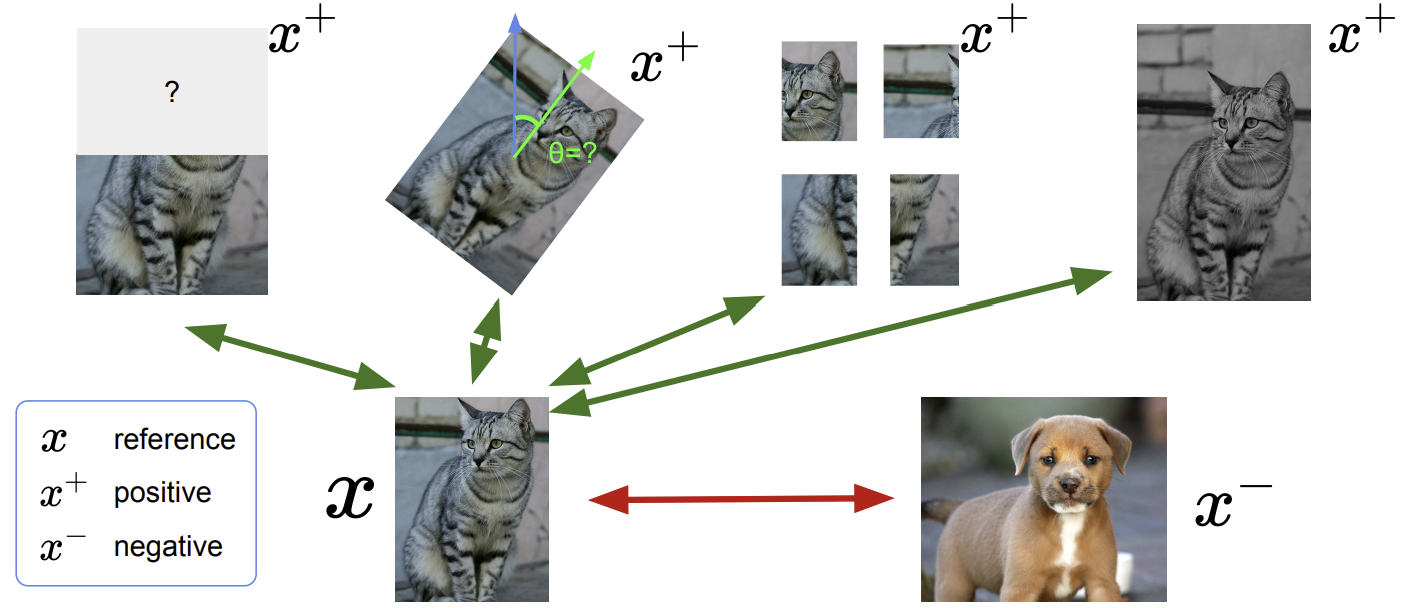 x⁺
x⁺
x⁺
x⁺
?
θ=?
x reference
x⁺ positive
x⁻ negative
x
x⁻